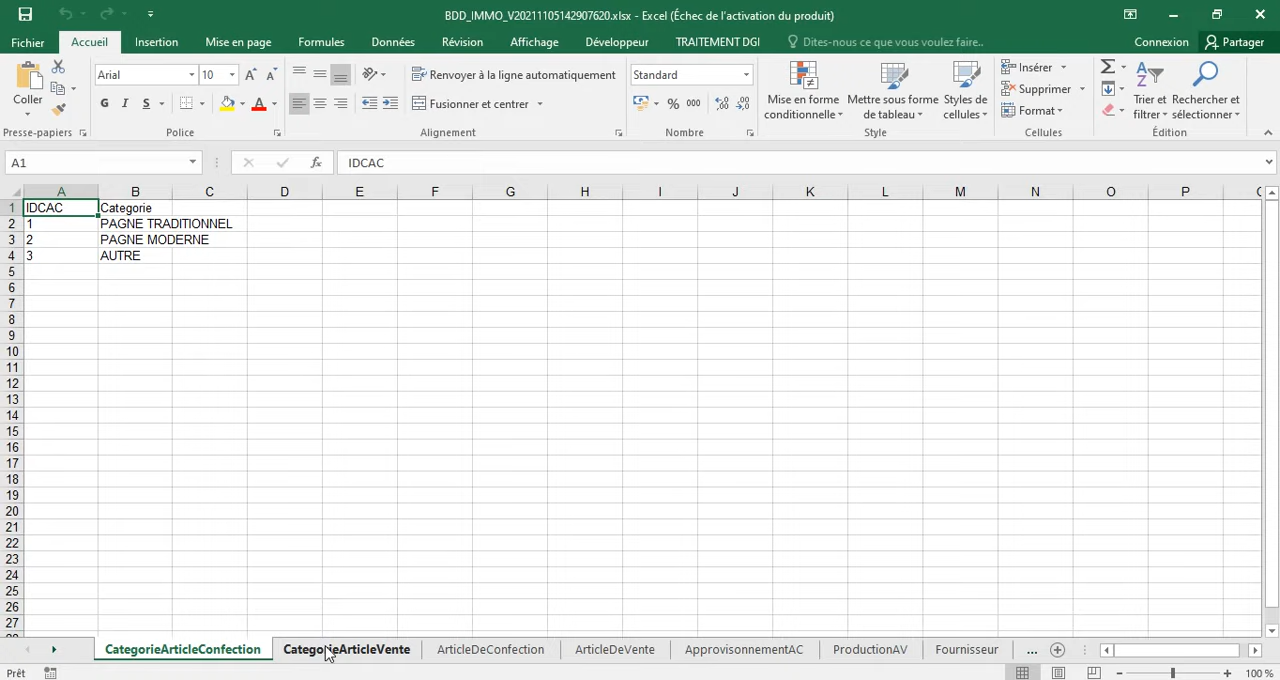 BDD_IMMO_V20211105142907620.xlsx - Excel (Échec de l'activation du produit)
Fichier Accueil Insertion Mise en page Formules Données Révision Affichage Développeur TRAITEMENT DGI Dites-nous ce que vous voulez faire.. Connexion Partager
Coller
Presse-papiers
Arial 10
G I S
Police
Renvoyer à la ligne automatiquement
Fusionner et centrer
Alignement
Standard
% 000
Nombre
Mise en forme conditionnelle
Mettre sous forme de tableau
Styles de cellules
Style
Insérer
Supprimer
Format
Cellules
Trier et filtrer
Rechercher et sélectionner
Édition
A1 fx IDCAC
A B C D E F G H I J K L M N O P
1 IDCAC Categorie
2 1 PAGNE TRADITIONNEL
3 2 PAGNE MODERNE
4 3 AUTRE
5
6
7
8
9
10
11
12
13
14
15
16
17
18
19
20
21
22
23
24
25
26
27
CategorieArticleConfection CategorieArticleVente ArticleDeConfection ArticleDeVente ApprovisonnementAC ProductionAV Fournisseur ...
Prêt 100 %